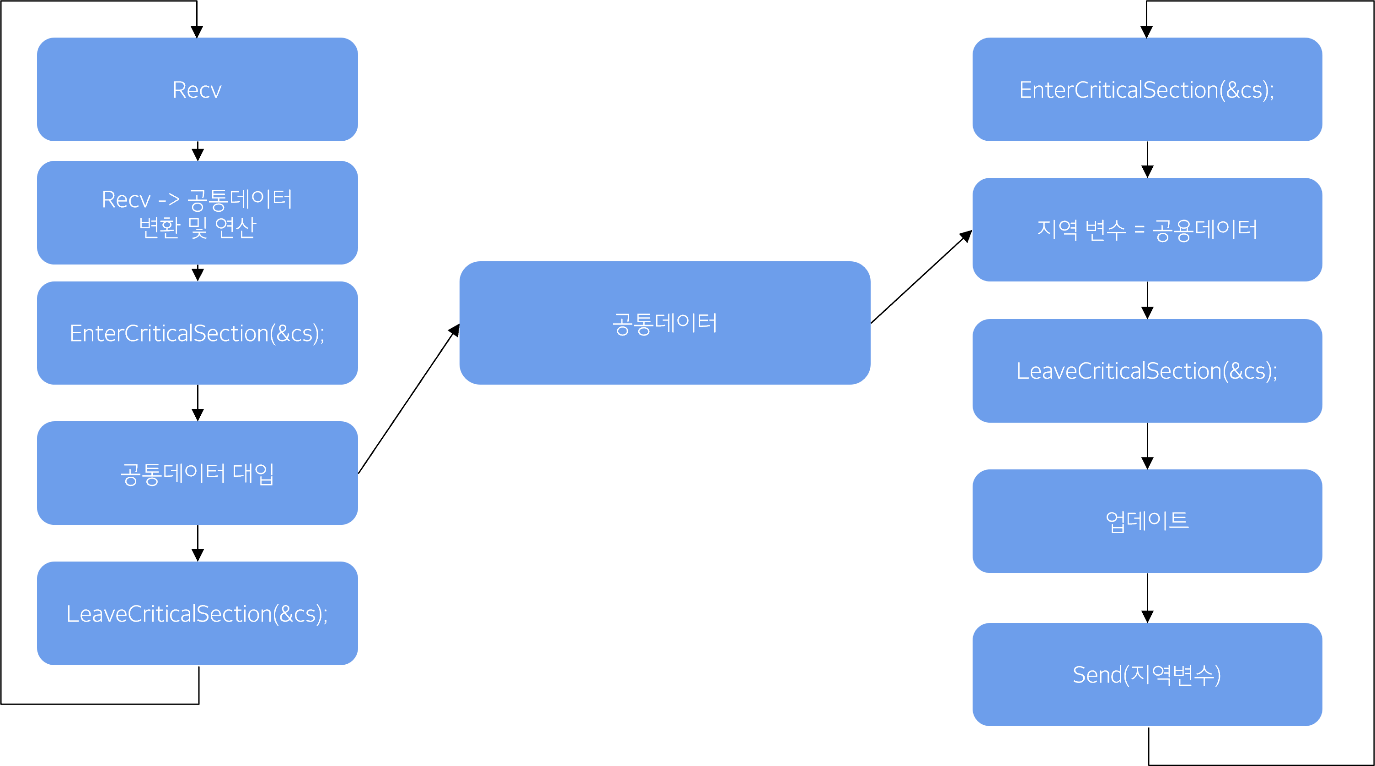 Recv
Recv -> 공통데이터
변환 및 연산
EnterCriticalSection(&cs);
공통데이터 대입
LeaveCriticalSection(&cs);
공통데이터
EnterCriticalSection(&cs);
지역 변수 = 공용데이터
LeaveCriticalSection(&cs);
업데이트
Send(지역변수)